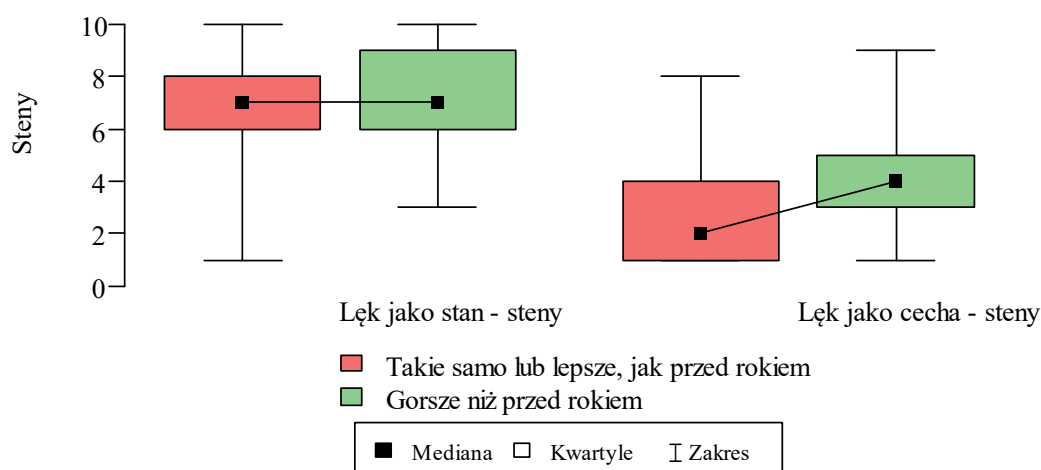 Steny
10
8
6
4
2
0
Lęk jako stan - steny
Lęk jako cecha - steny
Takie samo lub lepsze, jak przed rokiem
Gorsze niż przed rokiem
Mediana Kwartyle Zakres